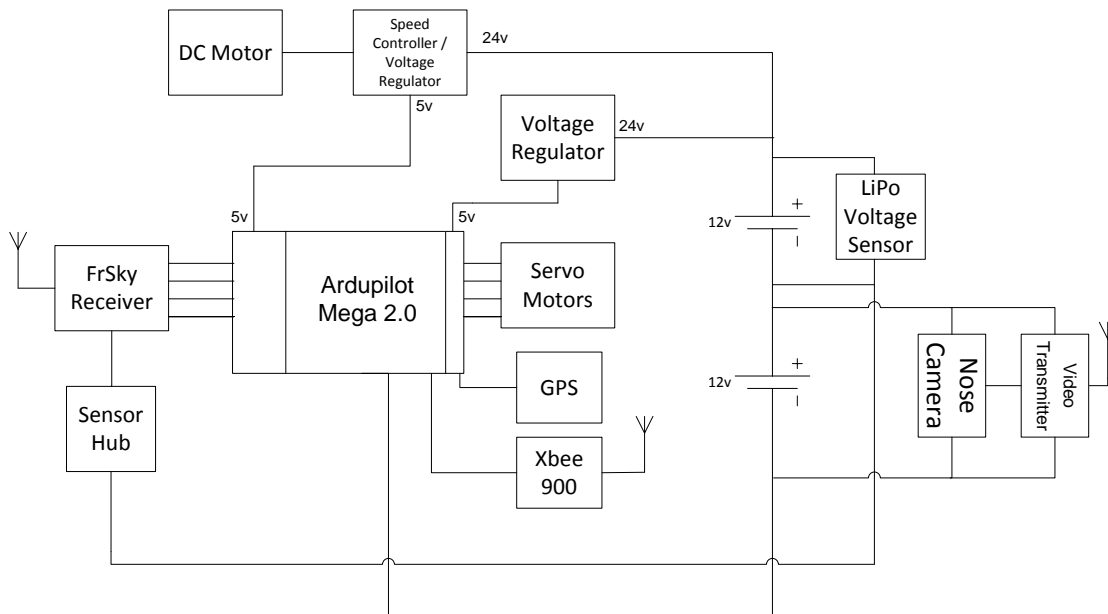 DC Motor
Speed
Controller /
Voltage
Regulator
24v
5v
Voltage
Regulator
24v
5v
5v
LiPo
Voltage
Sensor
12v
+
–
FrSky
Receiver
Ardupilot
Mega 2.0
Servo
Motors
Nose
Camera
Video
Transmitter
12v
+
–
GPS
Sensor
Hub
Xbee
900